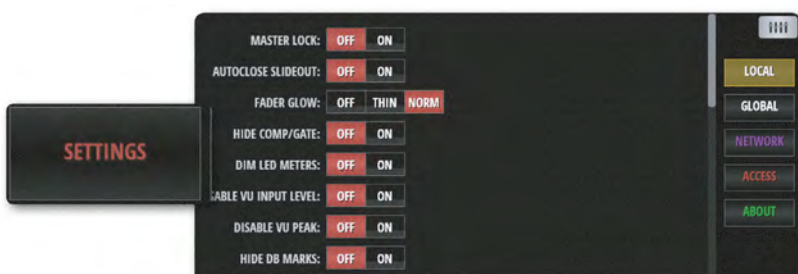 MASTER LOCK: OFF ON
AUTOCLOSE SLIDEOUT: OFF ON
LOCAL
FADER GLOW: OFF THIN NORM
GLOBAL
HIDE COMP/GATE: OFF ON
NETWORK
SETTINGS
DIM LED METERS: OFF ON
ACCESS
ABLE VU INPUT LEVEL: OFF ON
DISABLE VU PEAK: OFF ON
ABOUT
HIDE DB MARKS: OFF ON